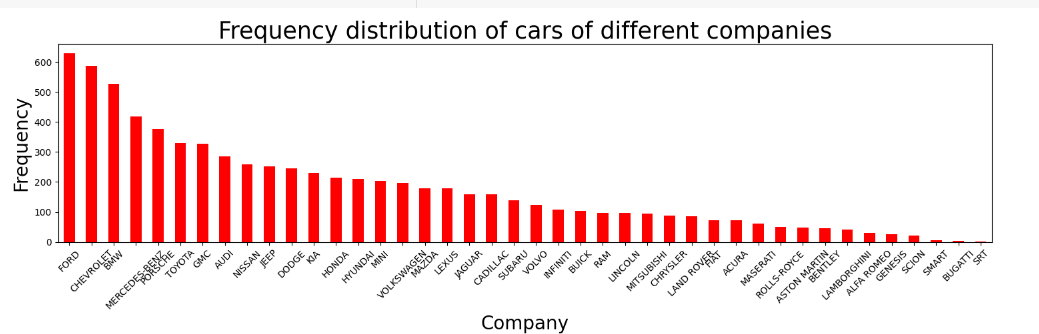 Frequency distribution of cars of different companies
Frequency
600
500
400
300
200
100
0
FORD
CHEVROLET
BMW
MERCEDES-BENZ
PORSCHE
TOYOTA
GMC
AUDI
NISSAN
JEEP
DODGE
KIA
HONDA
HYUNDAI
MINI
VOLKSWAGEN
MAZDA
LEXUS
JAGUAR
CADILLAC
SUBARU
VOLVO
INFINITI
BUICK
RAM
LINCOLN
MITSUBISHI
CHRYSLER
LAND ROVER
FIAT
ACURA
MASERATI
ROLLS-ROYCE
ASTON MARTIN
BENTLEY
LAMBORGHINI
ALFA ROMEO
GENESIS
SCION
SMART
BUGATTI
SRT
Company